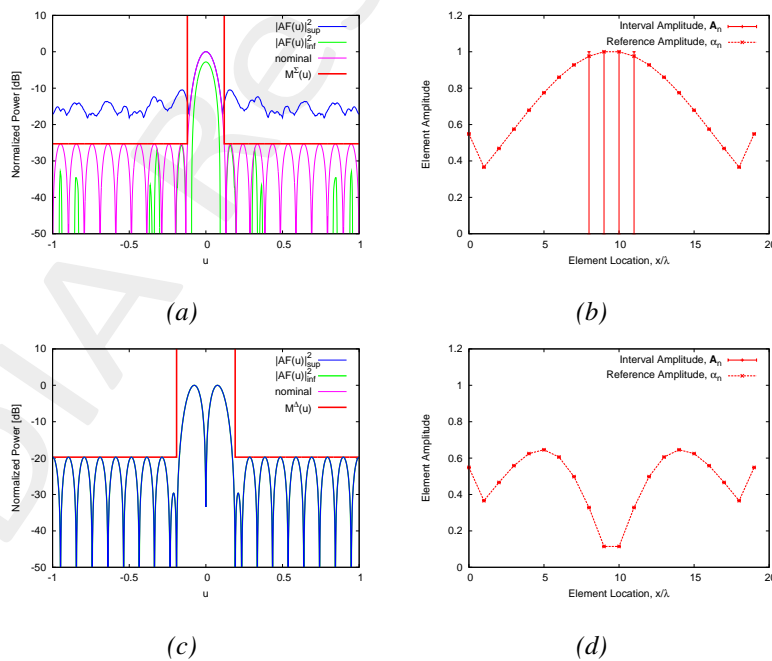 10
0
-10
-20
-30
-40
-50
-1 -0.5 0 0.5 1
Normalized Power [dB]
u
|AF(u)|²sup
|AF(u)|²inf
nominal
M^Σ(u)
(a)
1.2
1
0.8
0.6
0.4
0.2
0
0 5 10 15 20
Element Amplitude
Element Location, x/λ
Interval Amplitude, Aₙ
Reference Amplitude, αₙ
(b)
10
0
-10
-20
-30
-40
-50
-1 -0.5 0 0.5 1
Normalized Power [dB]
u
|AF(u)|²sup
|AF(u)|²inf
nominal
M^Δ(u)
(c)
1.2
1
0.8
0.6
0.4
0.2
0
0 5 10 15 20
Element Amplitude
Element Location, x/λ
Interval Amplitude, Aₙ
Reference Amplitude, αₙ
(d)